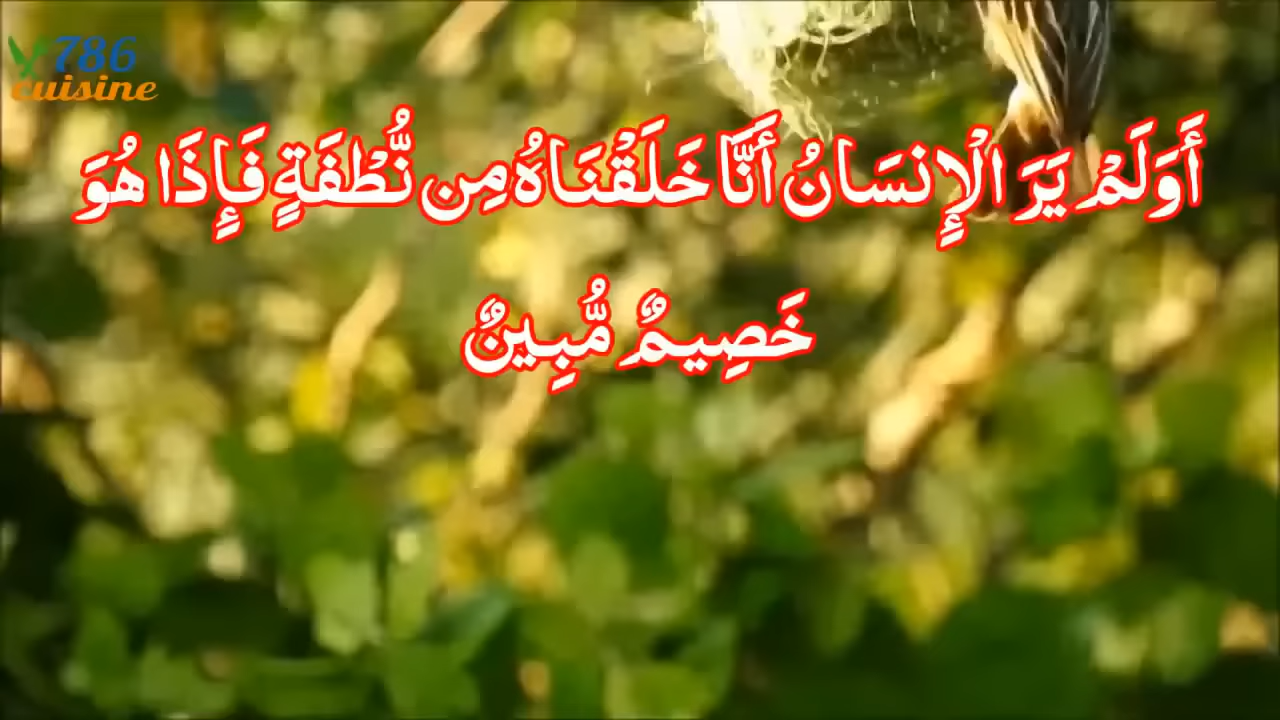 786
cuisine
أَوَلَمْ يَرَ الْإِنسَانُ أَنَّا خَلَقْنَاهُ مِن نُّطْفَةٍ فَإِذَا هُوَ
خَصِيمٌ مُّبِينٌ